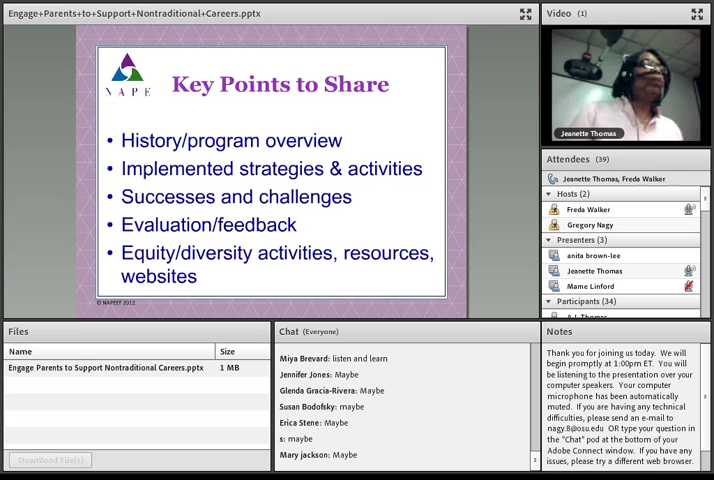 Engage+Parents+to+Support+Nontraditional+Careers.pptx
NAPE
Key Points to Share
• History/program overview
• Implemented strategies & activities
• Successes and challenges
• Evaluation/feedback
• Equity/diversity activities, resources,
websites
© NAPEEF 2012
Video (1)
Jeanette Thomas
Attendees (39)
Jeanette Thomas, Freda Walker
Hosts (2)
Freda Walker
Gregory Nagy
Presenters (3)
anita brown-lee
Jeanette Thomas
Mame Linford
Participants (34)
Files
Name Size
Engage Parents to Support Nontraditional Careers.pptx 1 MB
Download File(s)
Chat (Everyone)
Miya Brevard: listen and learn
Jennifer Jones: Maybe
Glenda Gracia-Rivera: Maybe
Susan Bodofsky: maybe
Erica Stene: Maybe
s: maybe
Mary jackson: Maybe
Notes
Thank you for joining us today. We will
begin promptly at 1:00pm ET. You will
be listening to the presentation over your
computer speakers. Your computer
microphone has been automatically
muted. If you are having any technical
difficulties, please send an e-mail to
nagy.8@osu.edu OR type your question in
the "Chat" pod at the bottom of your
Adobe Connect window. If you have any
issues, please try a different web browser.